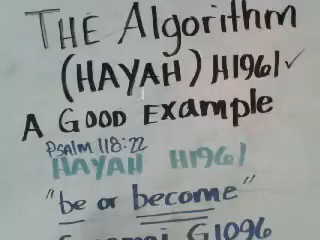 THE Algorithm
(HAYAH) H1961✓
A GOOD Example
Psalm 118:22
HAYAH H1961
"be or become"
G1096